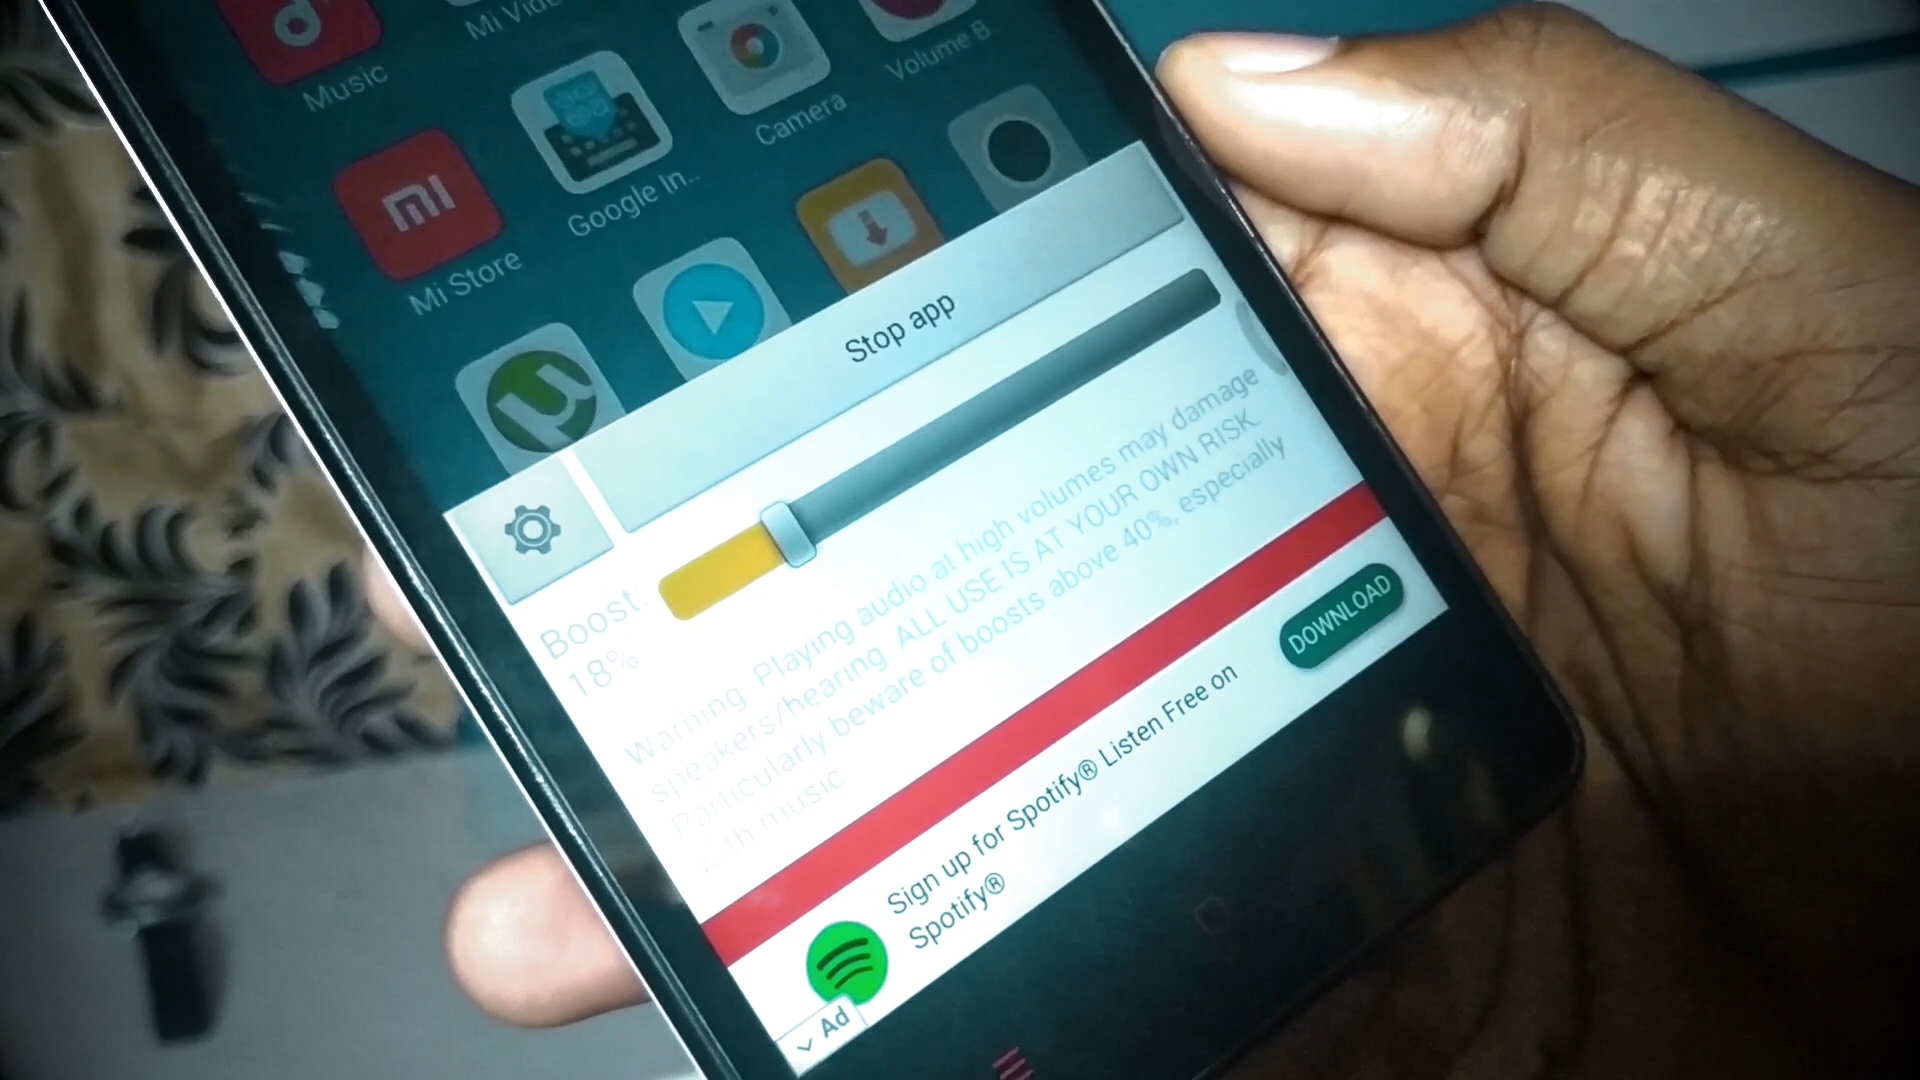 Music
Mi Vide
Volume B..
Camera
Google In...
mi
Mi Store
Stop app
Boost:
18%
Warning. Playing audio at high volumes may damage
speakers/hearing. ALL USE IS AT YOUR OWN RISK.
Particularly beware of boosts above 40%, especially
with music
DOWNLOAD
Sign up for Spotify® Listen Free on
Spotify®
Ad